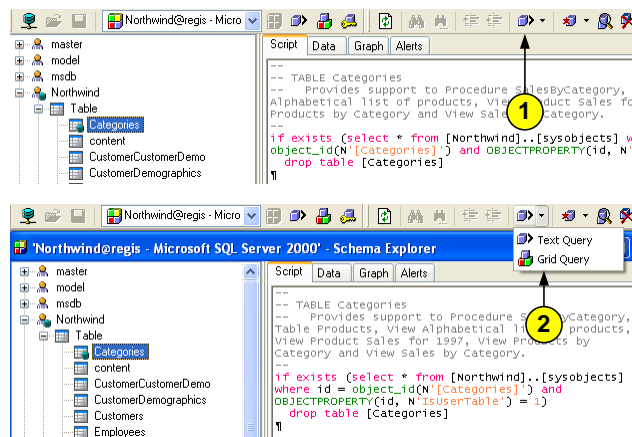 Northwind@regis - Micro
master
model
msdb
Northwind
Table
Categories
content
CustomerCustomerDemo
CustomerDemographics
Script Data Graph Alerts
--
-- TABLE Categories
-- Provides support to Procedure SalesByCategory,
Alphabetical list of products, View Product Sales fo
Products by Category and View Sales by Category.
--
if exists (select * from [Northwind]..[sysobjects] w
object_id(N'[Categories]') and OBJECTPROPERTY(id, N'
drop table [Categories]
¶
1
Northwind@regis - Micro
Text Query
Grid Query
'Northwind@regis - Microsoft SQL Server 2000' - Schema Explorer
master
model
msdb
Northwind
Table
Categories
content
CustomerCustomerDemo
CustomerDemographics
Customers
Employees
Script Data Graph Alerts
--
-- TABLE Categories
-- Provides support to Procedure SalesByCategory,
Table Products, View Alphabetical list of products,
View Product Sales for 1997, View Products by
Category and View Sales by Category.
--
if exists (select * from [Northwind]..[sysobjects]
where id = object_id(N'[Categories]') and
OBJECTPROPERTY(id, N'IsUserTable') = 1)
drop table [Categories]
¶
2